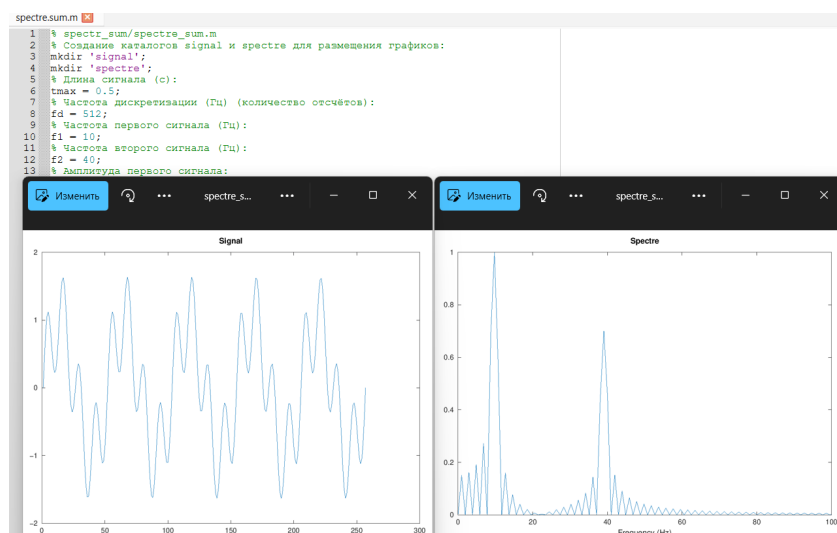 spectre.sum.m
1 % spectr_sum/spectre_sum.m
2 % Создание каталогов signal и spectre для размещения графиков:
3 mkdir 'signal';
4 mkdir 'spectre';
5 % Длина сигнала (с):
6 tmax = 0.5;
7 % Частота дискретизации (Гц) (количество отсчётов):
8 fd = 512;
9 % Частота первого сигнала (Гц):
10 f1 = 10;
11 % Частота второго сигнала (Гц):
12 f2 = 40;
13 % Амплитуда первого сигнала:
Изменить ••• spectre_s... •••
Signal
2
1
0
-1
-2
0 50 100 150 200 250 300
Изменить ••• spectre_s... •••
Spectre
1
0.8
0.6
0.4
0.2
0
0 20 40 60 80 100
Frequency (Hz)